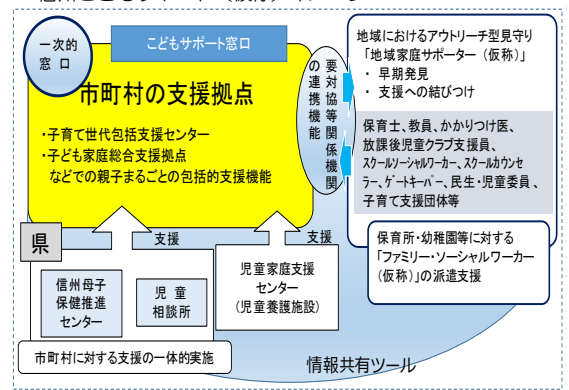 一次的
窓 口
こどもサポート窓口
市町村の支援拠点
・子育て世代包括支援センター
・子ども家庭総合支援拠点
などでの親子まるごとの包括的支援機能
要対協等関係機関
の連携機能
地域におけるアウトリーチ型見守り
「地域家庭サポーター（仮称）」
・ 早期発見
・ 支援への結びつけ
保育士、教員、かかりつけ医、
放課後児童クラブ支援員、
スクールソーシャルワーカー、スクールカウンセ
ラー、ゲートキーパー、民生・児童委員、
子育て支援団体等
保育所・幼稚園等に対する
「ファミリー・ソーシャルワーカー
（仮称）」の派遣支援
県
支援
支援
信州母子
保健推進
センター
児 童
相談所
児童家庭支援
センター
（児童養護施設）
市町村に対する支援の一体的実施
情報共有ツール